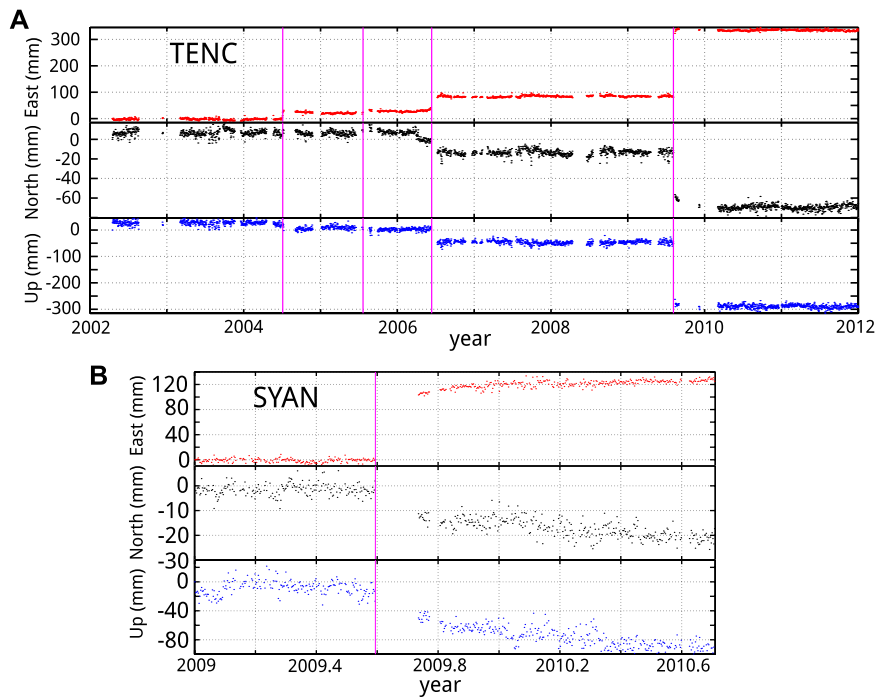 A
TENC
East (mm)
300
200
100
0
North (mm)
0
-20
-40
-60
Up (mm)
0
-100
-200
-300
2002
2004
2006
2008
2010
2012
year
B
SYAN
East (mm)
120
80
40
0
North (mm)
0
-10
-20
-30
Up (mm)
0
-40
-80
2009
2009.4
2009.8
2010.2
2010.6
year